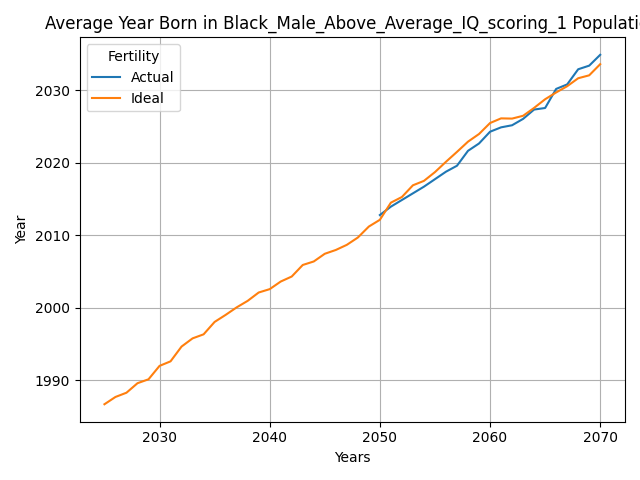 Average Year Born in Black_Male_Above_Average_IQ_scoring_1 Populati
Fertility
Actual
Ideal
2030
2020
2010
2000
1990
Year
2030 2040 2050 2060 2070
Years